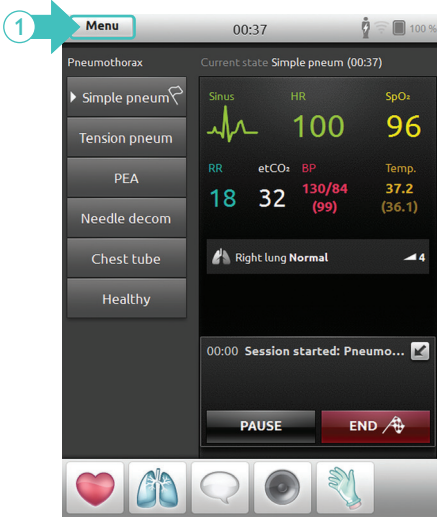 1
Menu
00:37
100 %
Pneumothorax
Current state Simple pneum (00:37)
Simple pneum
Tension pneum
PEA
Needle decom
Chest tube
Healthy
Sinus
HR
SpO₂
100
96
RR
etCO₂
BP
Temp.
18
32
130/84
(99)
37.2
(36.1)
Right lung Normal
4
00:00 Session started: Pneumo...
PAUSE
END